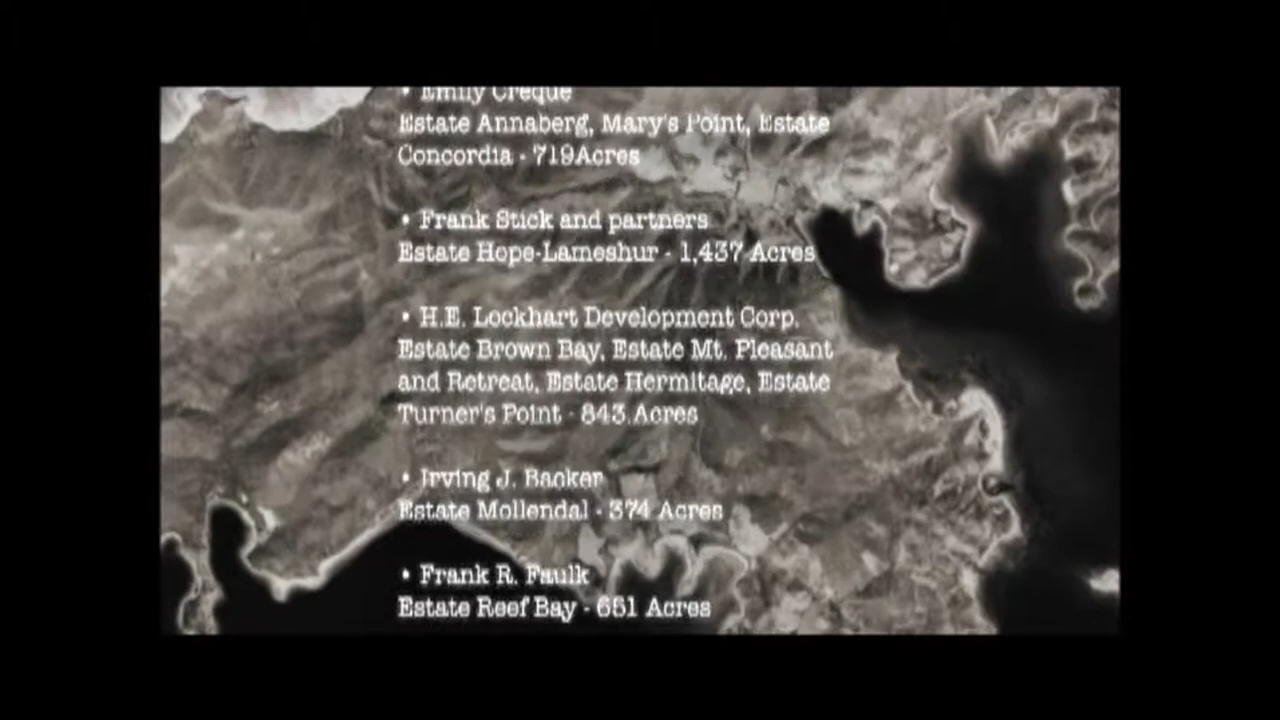 • Emily Creque
Estate Annaberg, Mary's Point, Estate
Concordia - 719Acres
• Frank Stick and partners
Estate Hope-Lameshur - 1,437 Acres
• H.E. Lockhart Development Corp.
Estate Brown Bay, Estate Mt. Pleasant
and Retreat, Estate Hermitage, Estate
Turner's Point - 843 Acres
• Irving J. Backer
Estate Mollendal - 374 Acres
• Frank R. Faulk
Estate Reef Bay - 651 Acres